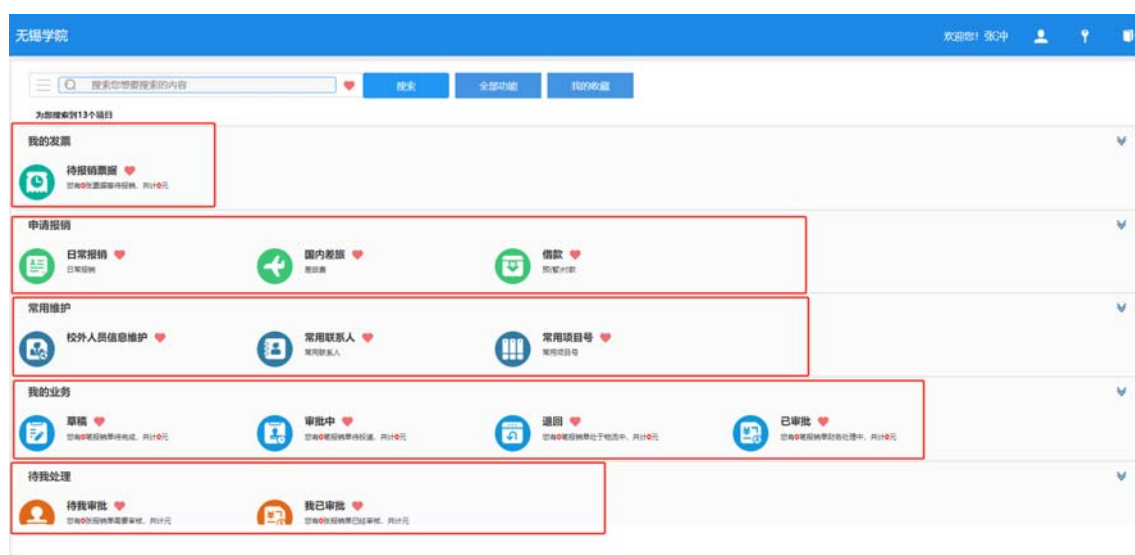 无锡学院
欢迎您！张冲
搜索您想要搜索的内容
搜索
全部功能
我的收藏
为您搜索到13个项目
我的发票
待报销票据
您有0张票据等待报销，共计0元
申请报销
日常报销
日常报销
国内差旅
差旅费
借款
预(暂)付款
常用维护
校外人员信息维护
常用联系人
常用联系人
常用项目号
常用项目号
我的业务
草稿
您有0笔报销单待完成，共计0元
审批中
您有0笔报销单待投递，共计0元
退回
您有0笔报销单处于物流中，共计0元
已审批
您有0笔报销单财务处理中，共计0元
待我处理
待我审批
您有0张报销单需要审核，共计元
我已审批
您有0张报销单已经审核，共计元